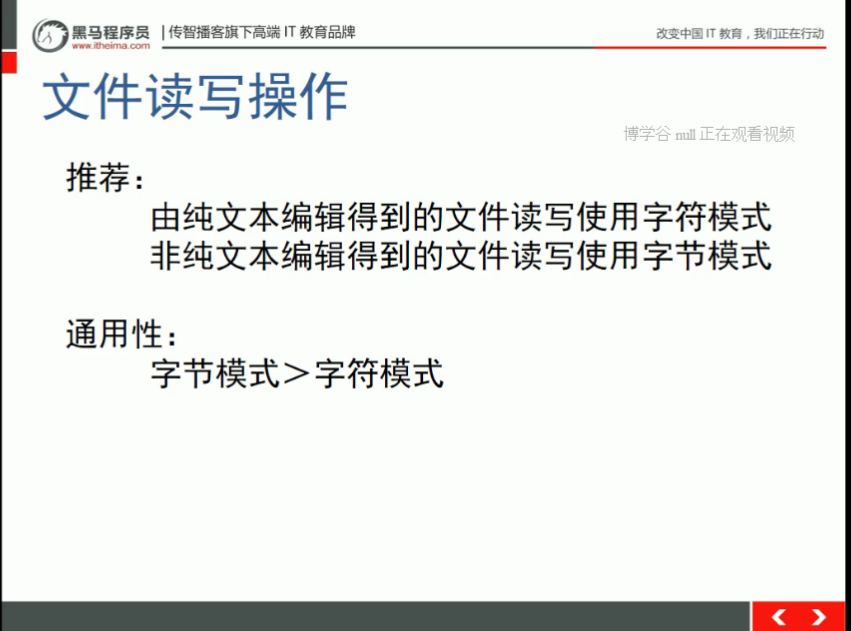 黑马程序员 | 传智播客旗下高端 IT 教育品牌
www.itheima.com
改变中国 IT 教育，我们正在行动
文件读写操作
博学谷 null 正在观看视频
推荐：
由纯文本编辑得到的文件读写使用字符模式
非纯文本编辑得到的文件读写使用字节模式
通用性：
字节模式＞字符模式